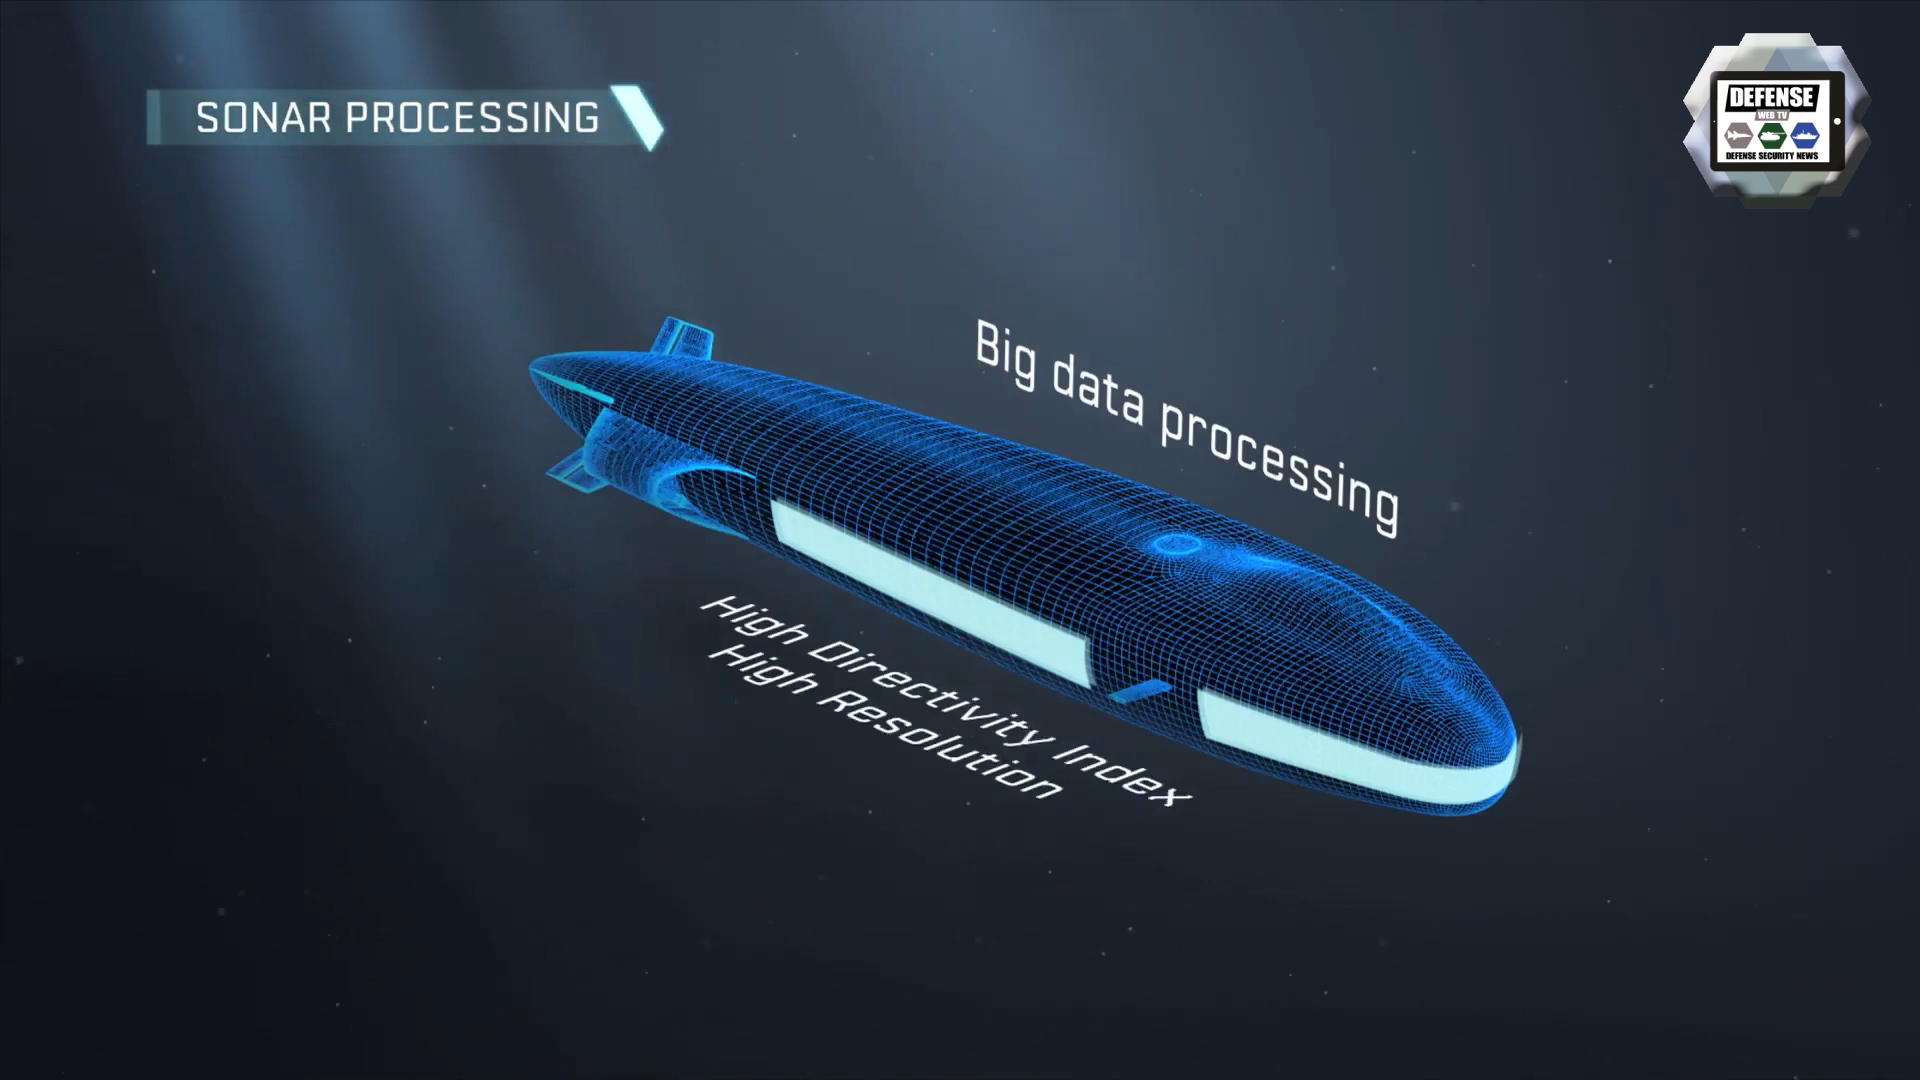 SONAR PROCESSING
DEFENSE
WEB TV
DEFENSE SECURITY NEWS
Big data processing
High Directivity Index
High Resolution